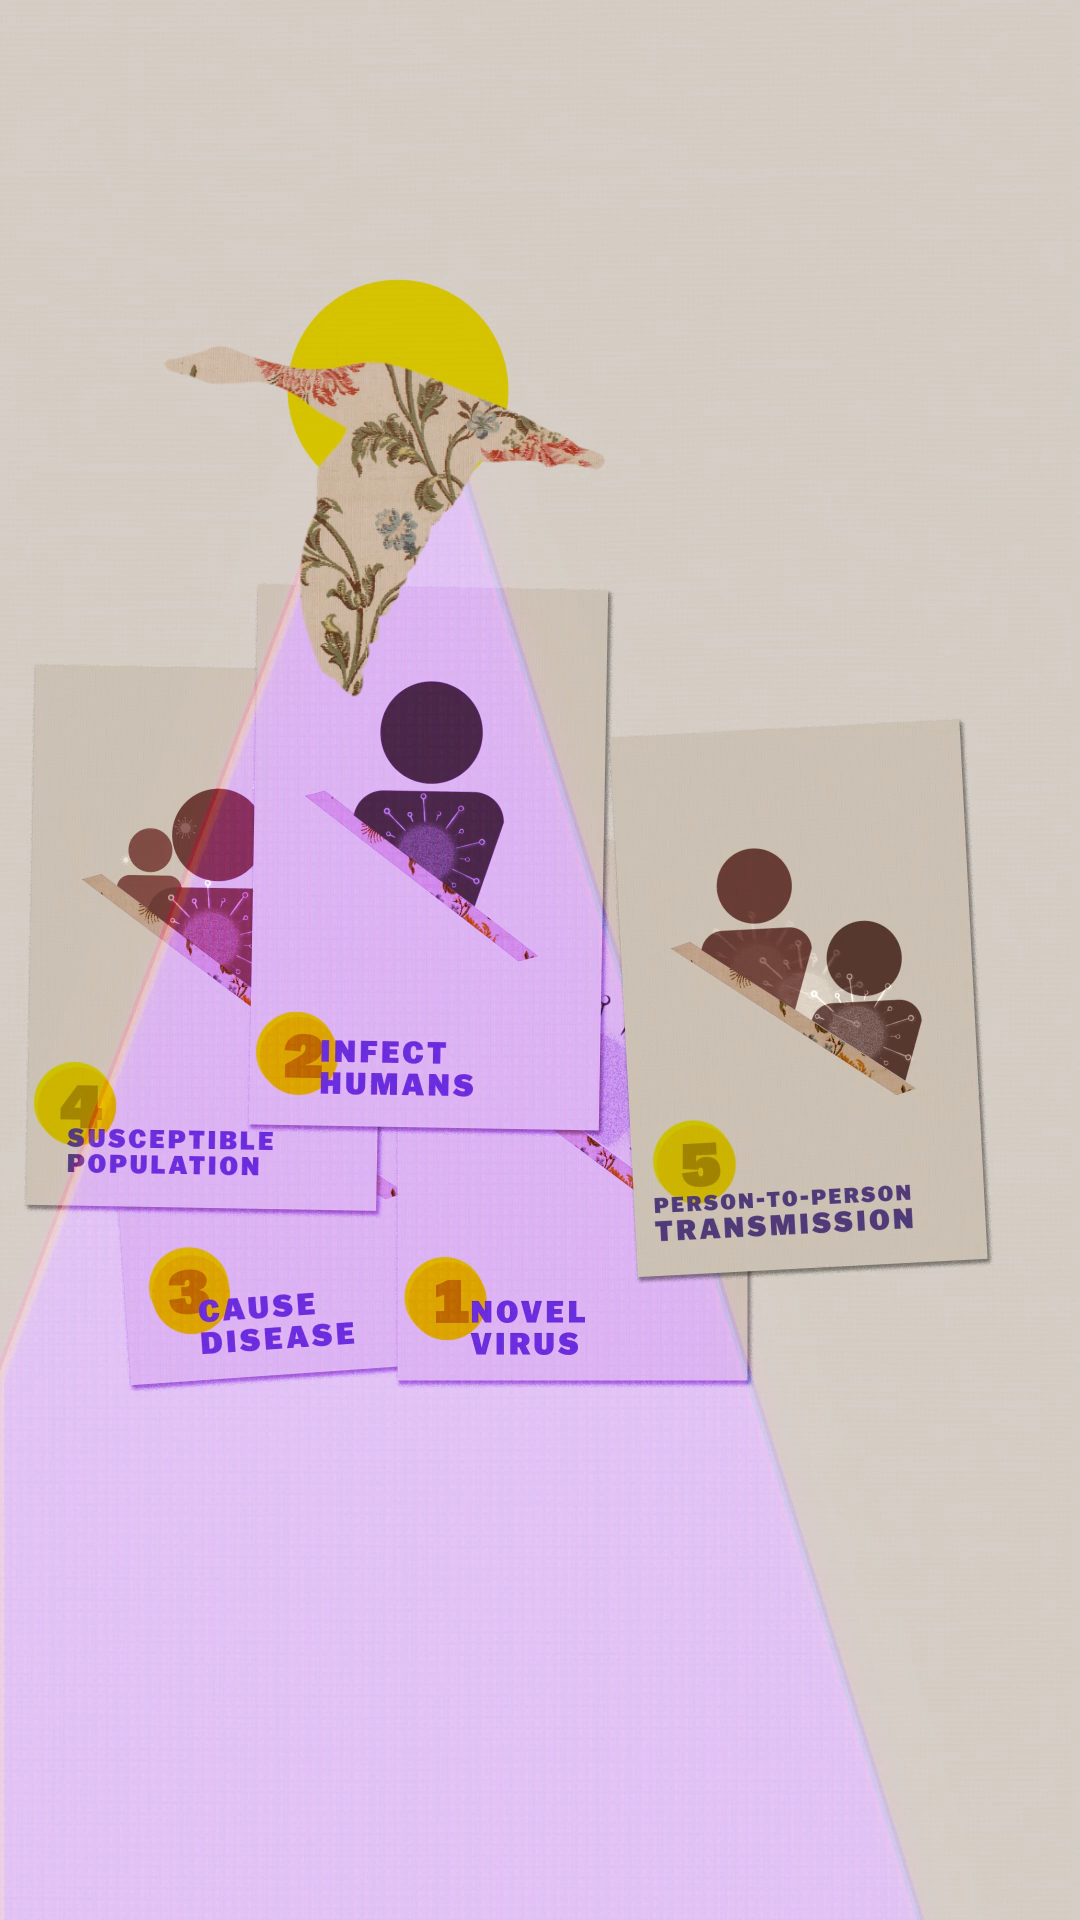 2
INFECT
HUMANS
4
SUSCEPTIBLE
POPULATION
5
PERSON-TO-PERSON
TRANSMISSION
3
CAUSE
DISEASE
1
NOVEL
VIRUS